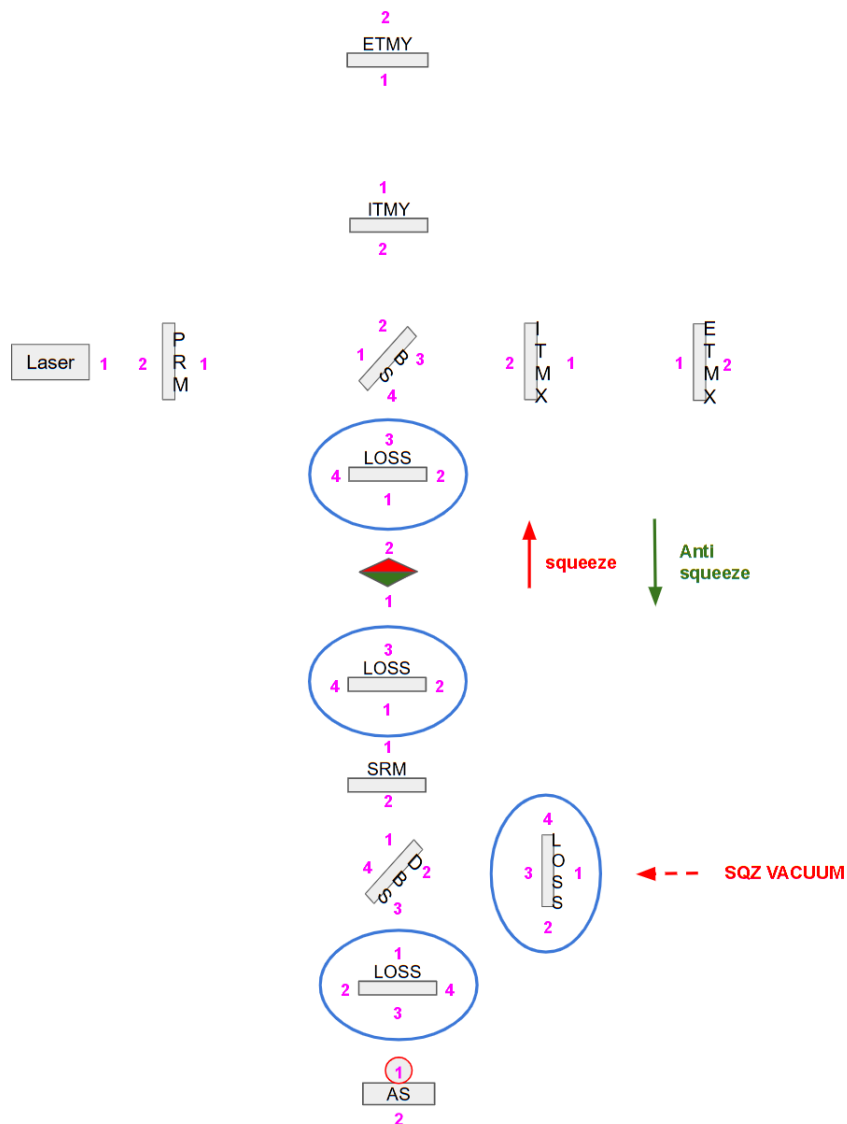 2
ETMY
1
1
ITMY
2
Laser 1 2 PRM 1
1 2 BS 3 4
2 ITMX 1
1 ETMX 2
3
LOSS
4 2
1
squeeze
Anti
squeeze
2
1
3
LOSS
4 2
1
1
SRM
2
1
4 DBS 2
3
4
3 LOSS 1
2
SQZ VACUUM
1
LOSS
2 4
3
1
AS
2